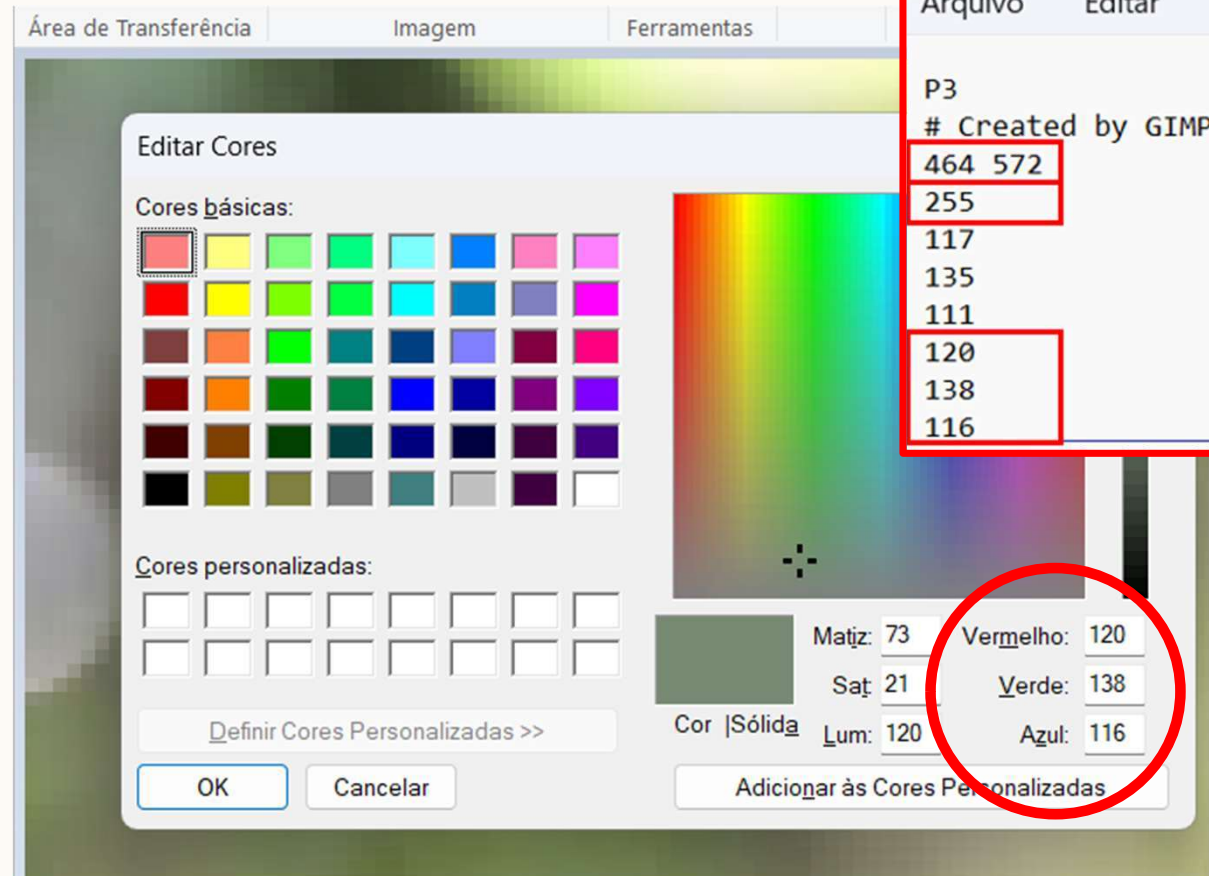 Área de Transferência Imagem Ferramentas
Arquivo Editar
P3
# Created by GIMP
464 572
255
117
135
111
120
138
116
Editar Cores
Cores básicas:
Cores personalizadas:
Definir Cores Personalizadas >>
OK Cancelar
Cor |Sólida
Matiz: 73 Vermelho: 120
Sat: 21 Verde: 138
Lum: 120 Azul: 116
Adicionar às Cores Personalizadas